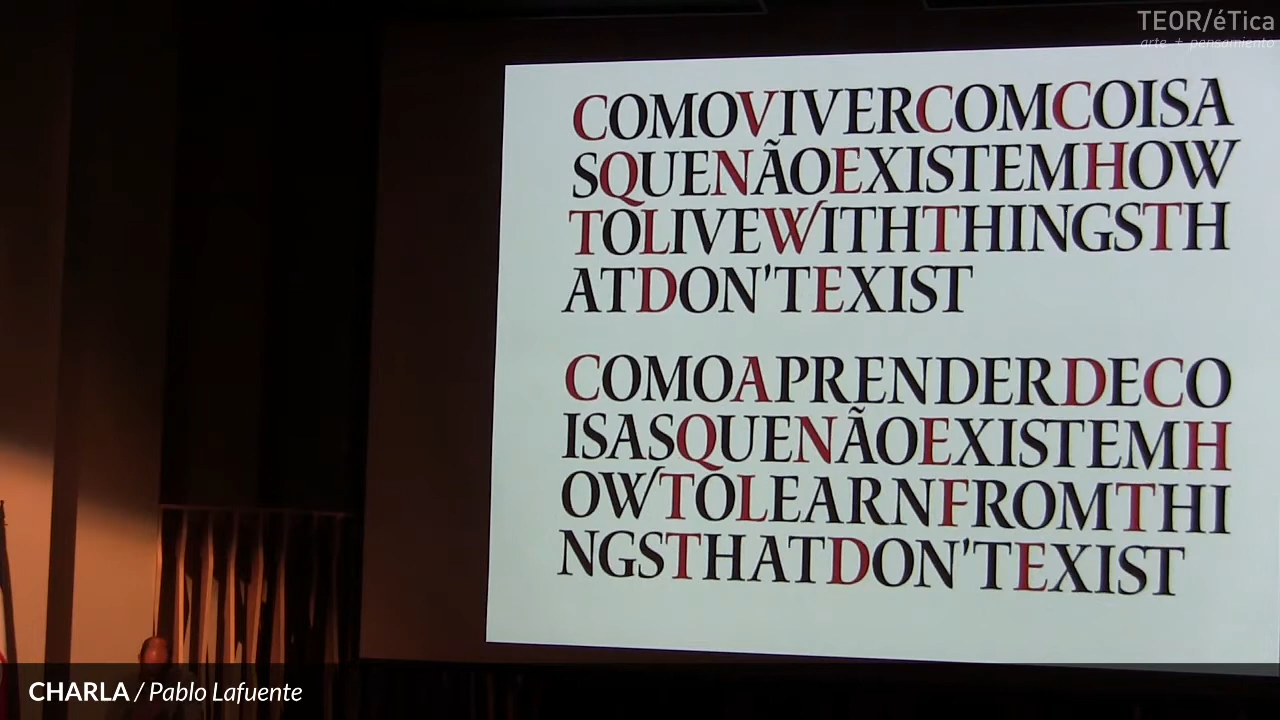 TEOR/éTica
arte + pensamiento
COMOVIVERCOMCOISA
SQUENÃOEXISTEMHOW
TOLIVEWITHTHINGSTH
ATDON'TEXIST
COMOAPRENDERDECO
ISASQUENÃOEXISTEMH
OWTOLEARNFROMTHI
NGSTHATDON'TEXIST
CHARLA / Pablo Lafuente